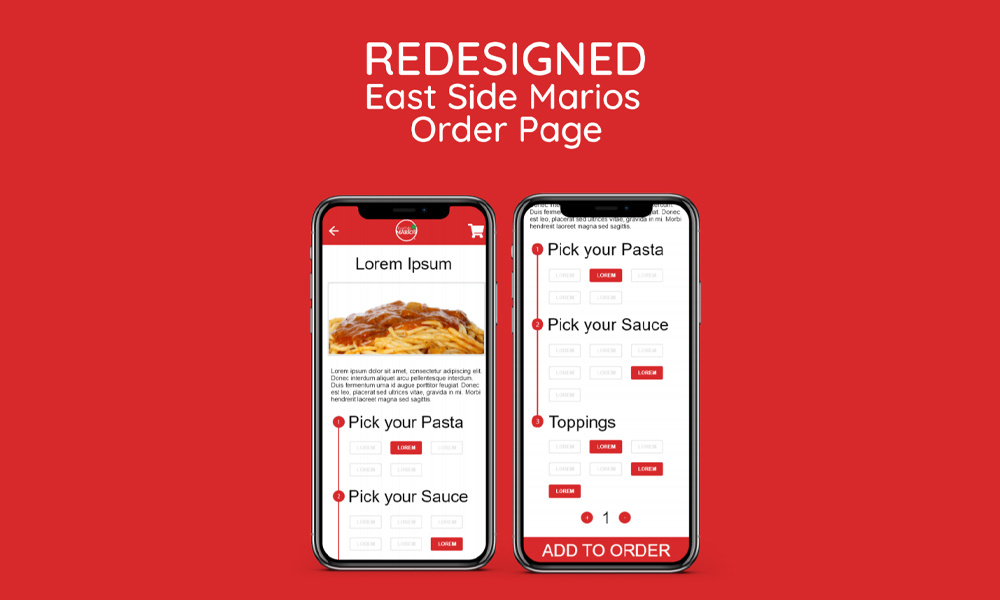 REDESIGNED
East Side Marios
Order Page
MARIOS
Lorem Ipsum
Lorem ipsum dolor sit amet, consectetur adipiscing elit.
Donec interdum aliquet arcu pellentesque interdum.
Duis fermentum urna id augue porttitor feugiat. Donec
est leo, placerat sed ultrices vitae, gravida in mi. Morbi
hendrerit laoreet magna sed sagittis.
1 Pick your Pasta
LOREM LOREM LOREM
LOREM LOREM
2 Pick your Sauce
LOREM LOREM LOREM
LOREM LOREM LOREM
est leo, placerat sed ultrices vitae, gravida in mi. Morbi
hendrerit laoreet magna sed sagittis.
1 Pick your Pasta
LOREM LOREM LOREM
LOREM LOREM
2 Pick your Sauce
LOREM LOREM LOREM
LOREM LOREM LOREM
LOREM
3 Toppings
LOREM LOREM LOREM
LOREM LOREM LOREM
LOREM
+ 1 -
ADD TO ORDER